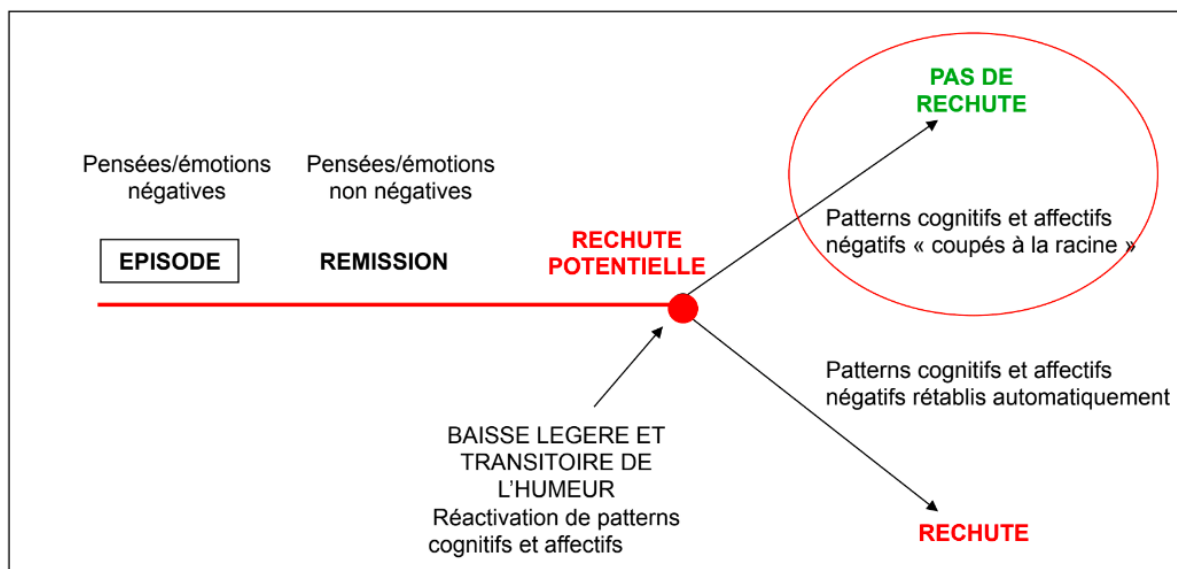 PAS DE
RECHUTE
Pensées/émotions
négatives
Pensées/émotions
non négatives
EPISODE
REMISSION
RECHUTE
POTENTIELLE
Patterns cognitifs et affectifs
négatifs « coupés à la racine »
Patterns cognitifs et affectifs
négatifs rétablis automatiquement
BAISSE LEGERE ET
TRANSITOIRE DE
L'HUMEUR
Réactivation de patterns
cognitifs et affectifs
RECHUTE